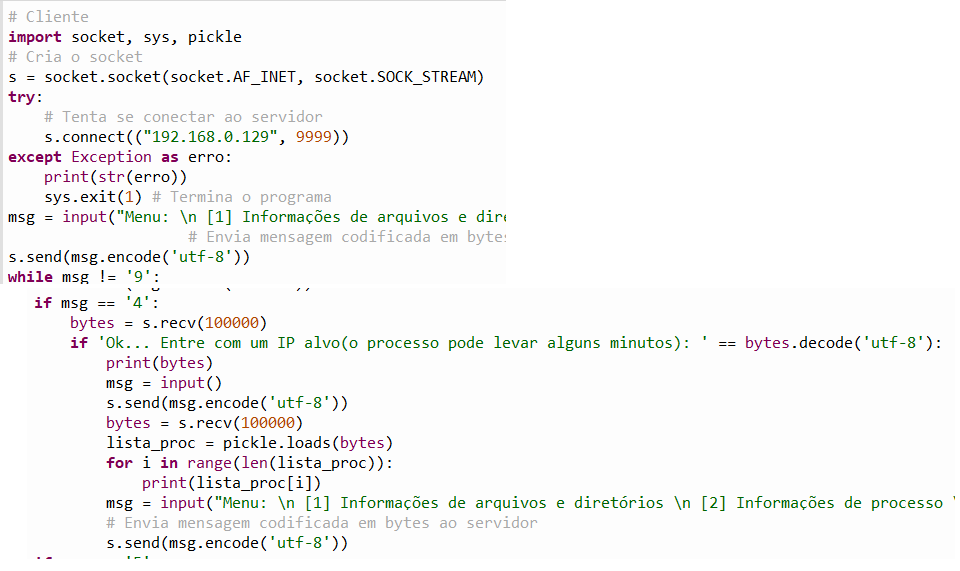 # Cliente
import socket, sys, pickle
# Cria o socket
s = socket.socket(socket.AF_INET, socket.SOCK_STREAM)
try:
    # Tenta se conectar ao servidor
    s.connect(("192.168.0.129", 9999))
except Exception as erro:
    print(str(erro))
    sys.exit(1) # Termina o programa
msg = input("Menu: \n [1] Informações de arquivos e dire
                    # Envia mensagem codificada em bytes
s.send(msg.encode('utf-8'))
while msg != '9':
if msg == '4':
    bytes = s.recv(100000)
    if 'Ok... Entre com um IP alvo(o processo pode levar alguns minutos): ' == bytes.decode('utf-8'):
        print(bytes)
        msg = input()
        s.send(msg.encode('utf-8'))
        bytes = s.recv(100000)
        lista_proc = pickle.loads(bytes)
        for i in range(len(lista_proc)):
            print(lista_proc[i])
        msg = input("Menu: \n [1] Informações de arquivos e diretórios \n [2] Informações de processo \
        # Envia mensagem codificada em bytes ao servidor
        s.send(msg.encode('utf-8'))